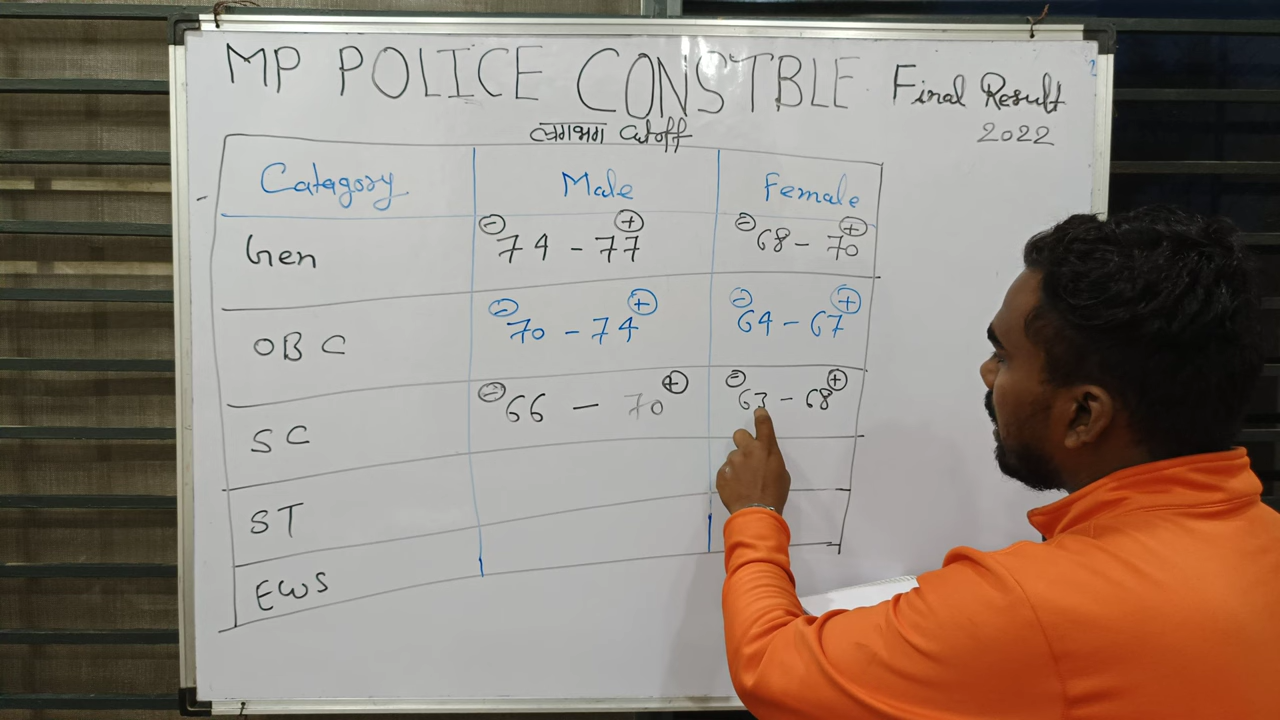 MP POLICE CONSTBLE Final Result
2022
लगभग Cutoff
Catagory Male Female
Gen ⊖74 - 77⊕ ⊖68 - 70⊕
OBC ⊖70 - 74⊕ ⊖64 - 67⊕
SC ⊖66 - 70⊕ ⊖63 - 68⊕
ST
EWS